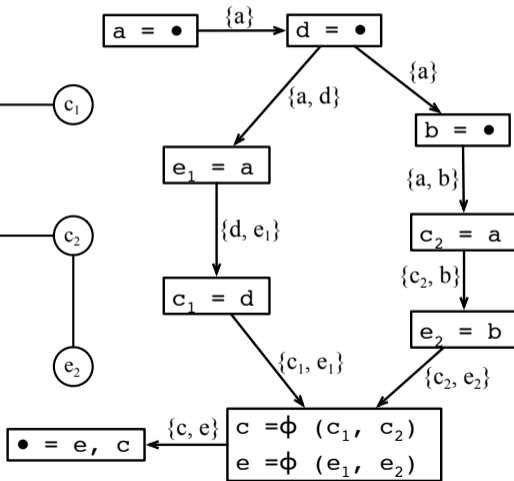 a = ●
{a}
d = ●
{a, d}
{a}
c₁
b = ●
e₁ = a
{a, b}
{d, e₁}
c₂
c₂ = a
{c₂, b}
c₁ = d
e₂ = b
{c₁, e₁}
{c₂, e₂}
e₂
c =ϕ (c₁, c₂)
e =ϕ (e₁, e₂)
{c, e}
● = e, c